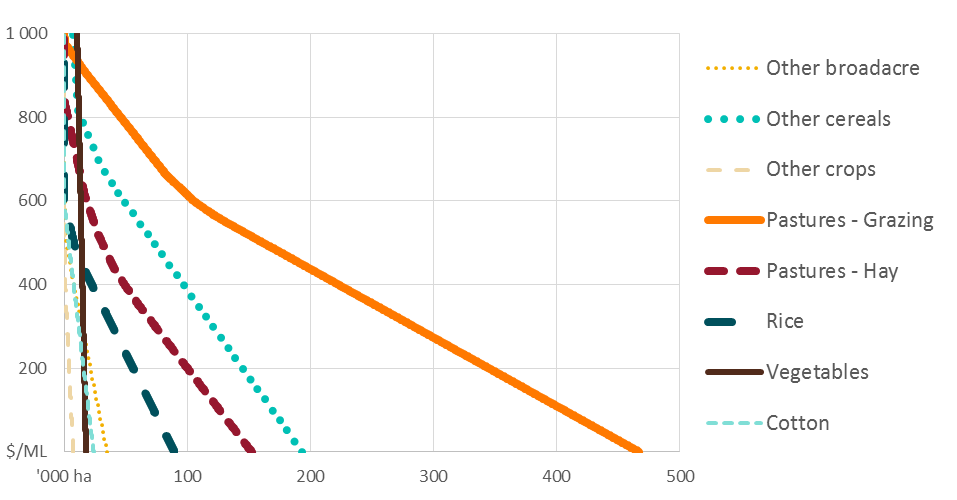 1 000
800
600
400
200
$/ML
'000 ha 100 200 300 400 500
Other broadacre
Other cereals
Other crops
Pastures - Grazing
Pastures - Hay
Rice
Vegetables
Cotton